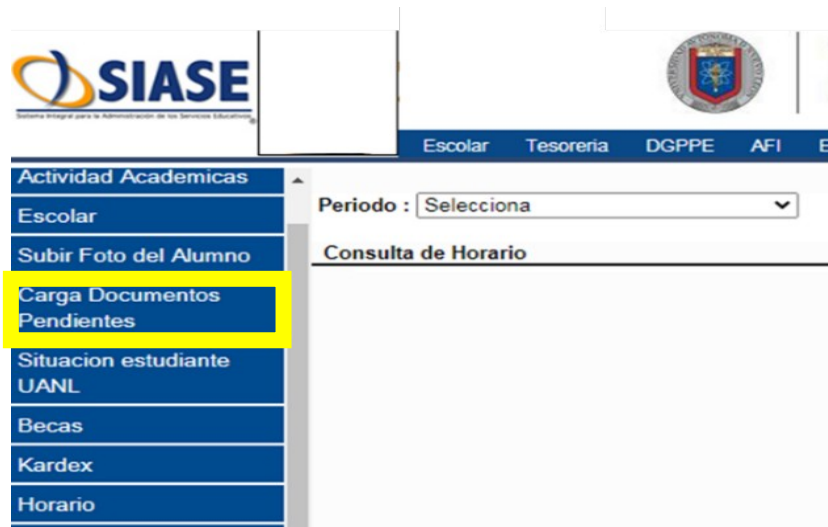 SIASE
Sistema Integral para la Administración de los Servicios Educativos
Escolar Tesoreria DGPPE AFI E
Actividad Academicas
Escolar
Subir Foto del Alumno
Carga Documentos
Pendientes
Situacion estudiante
UANL
Becas
Kardex
Horario
Periodo : Selecciona
Consulta de Horario